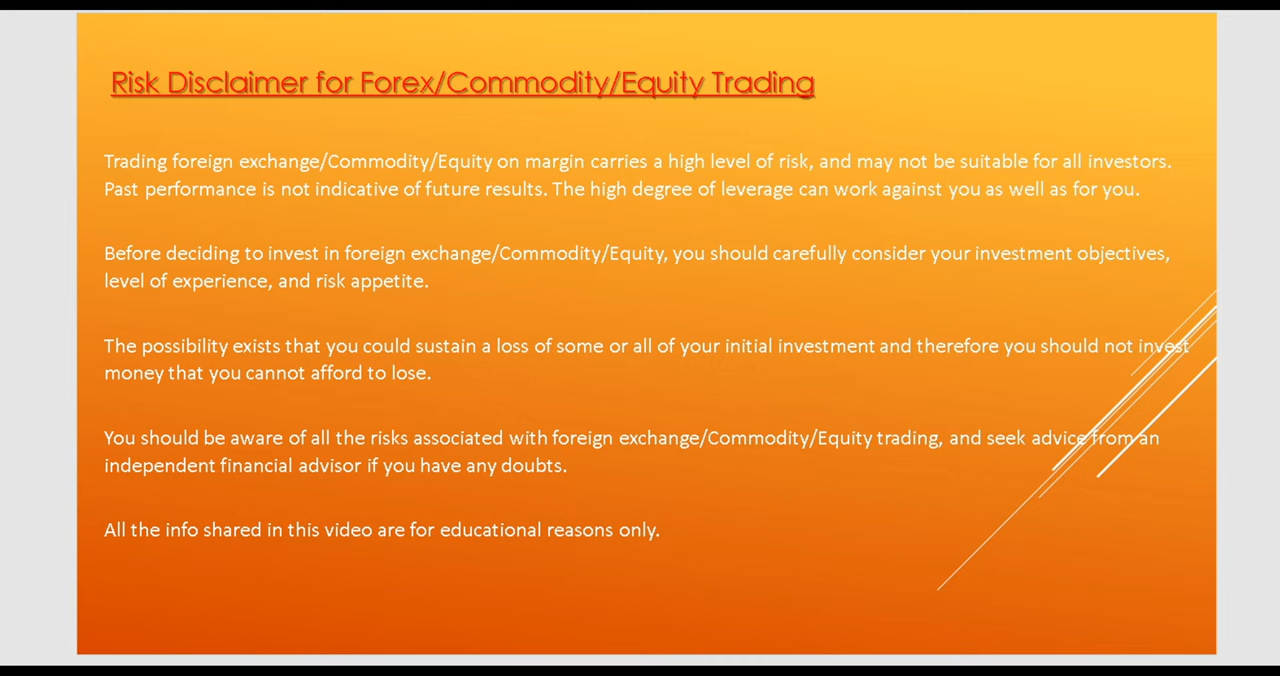 Risk Disclaimer for Forex/Commodity/Equity Trading
Trading foreign exchange/Commodity/Equity on margin carries a high level of risk, and may not be suitable for all investors.
Past performance is not indicative of future results. The high degree of leverage can work against you as well as for you.
Before deciding to invest in foreign exchange/Commodity/Equity, you should carefully consider your investment objectives,
level of experience, and risk appetite.
The possibility exists that you could sustain a loss of some or all of your initial investment and therefore you should not invest
money that you cannot afford to lose.
You should be aware of all the risks associated with foreign exchange/Commodity/Equity trading, and seek advice from an
independent financial advisor if you have any doubts.
All the info shared in this video are for educational reasons only.